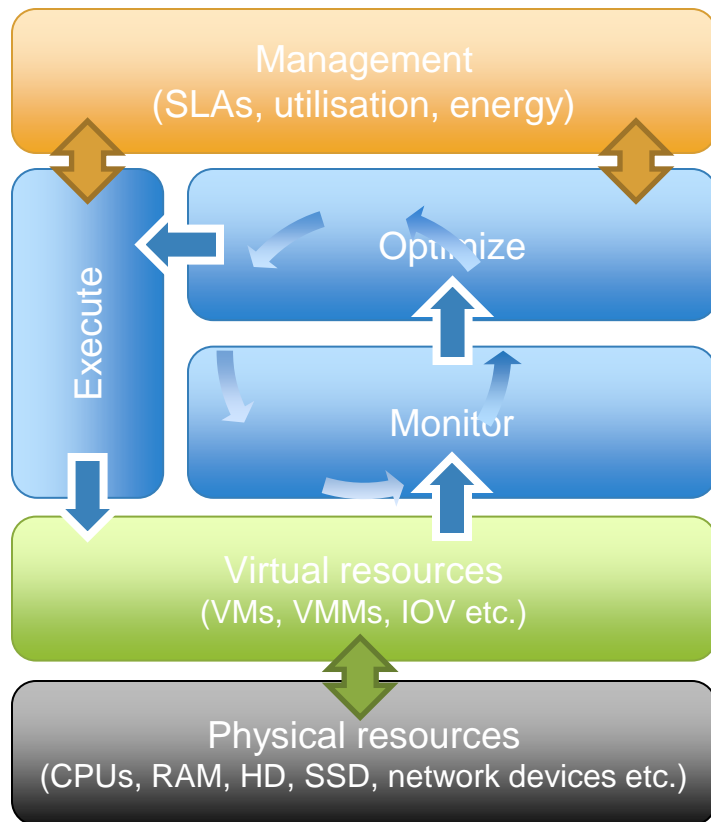 Management
(SLAs, utilisation, energy)
Optimize
Execute
Monitor
Virtual resources
(VMs, VMMs, IOV etc.)
Physical resources
(CPUs, RAM, HD, SSD, network devices etc.)